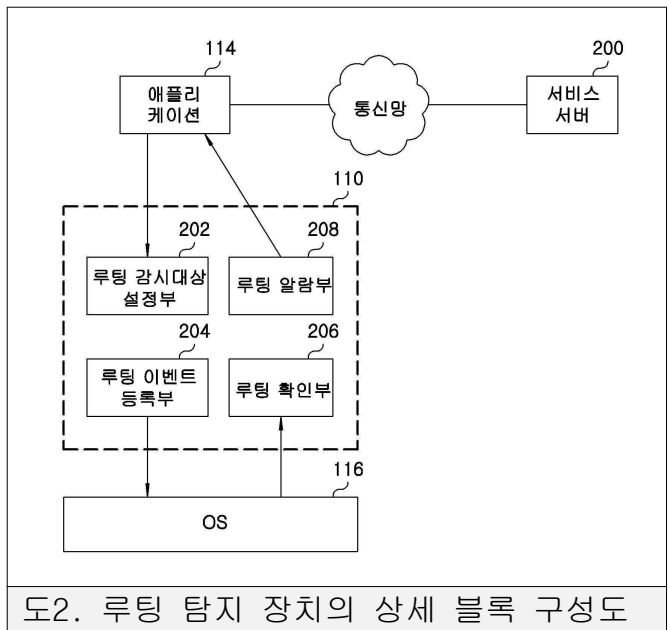 114
애플리
케이션
통신망
200
서비스
서버
110
202
루팅 감시대상
설정부
208
루팅 알람부
204
루팅 이벤트
등록부
206
루팅 확인부
116
OS
도2. 루팅 탐지 장치의 상세 블록 구성도